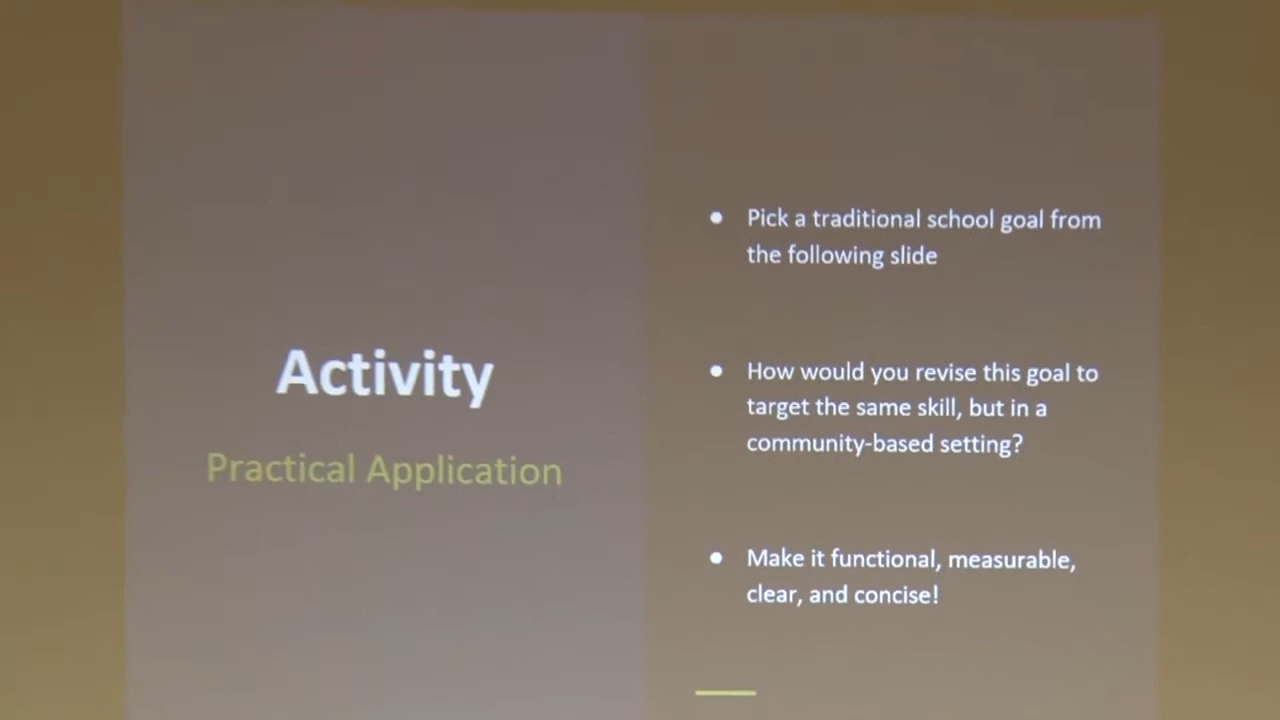 Activity
Practical Application
● Pick a traditional school goal from
the following slide
● How would you revise this goal to
target the same skill, but in a
community-based setting?
● Make it functional, measurable,
clear, and concise!